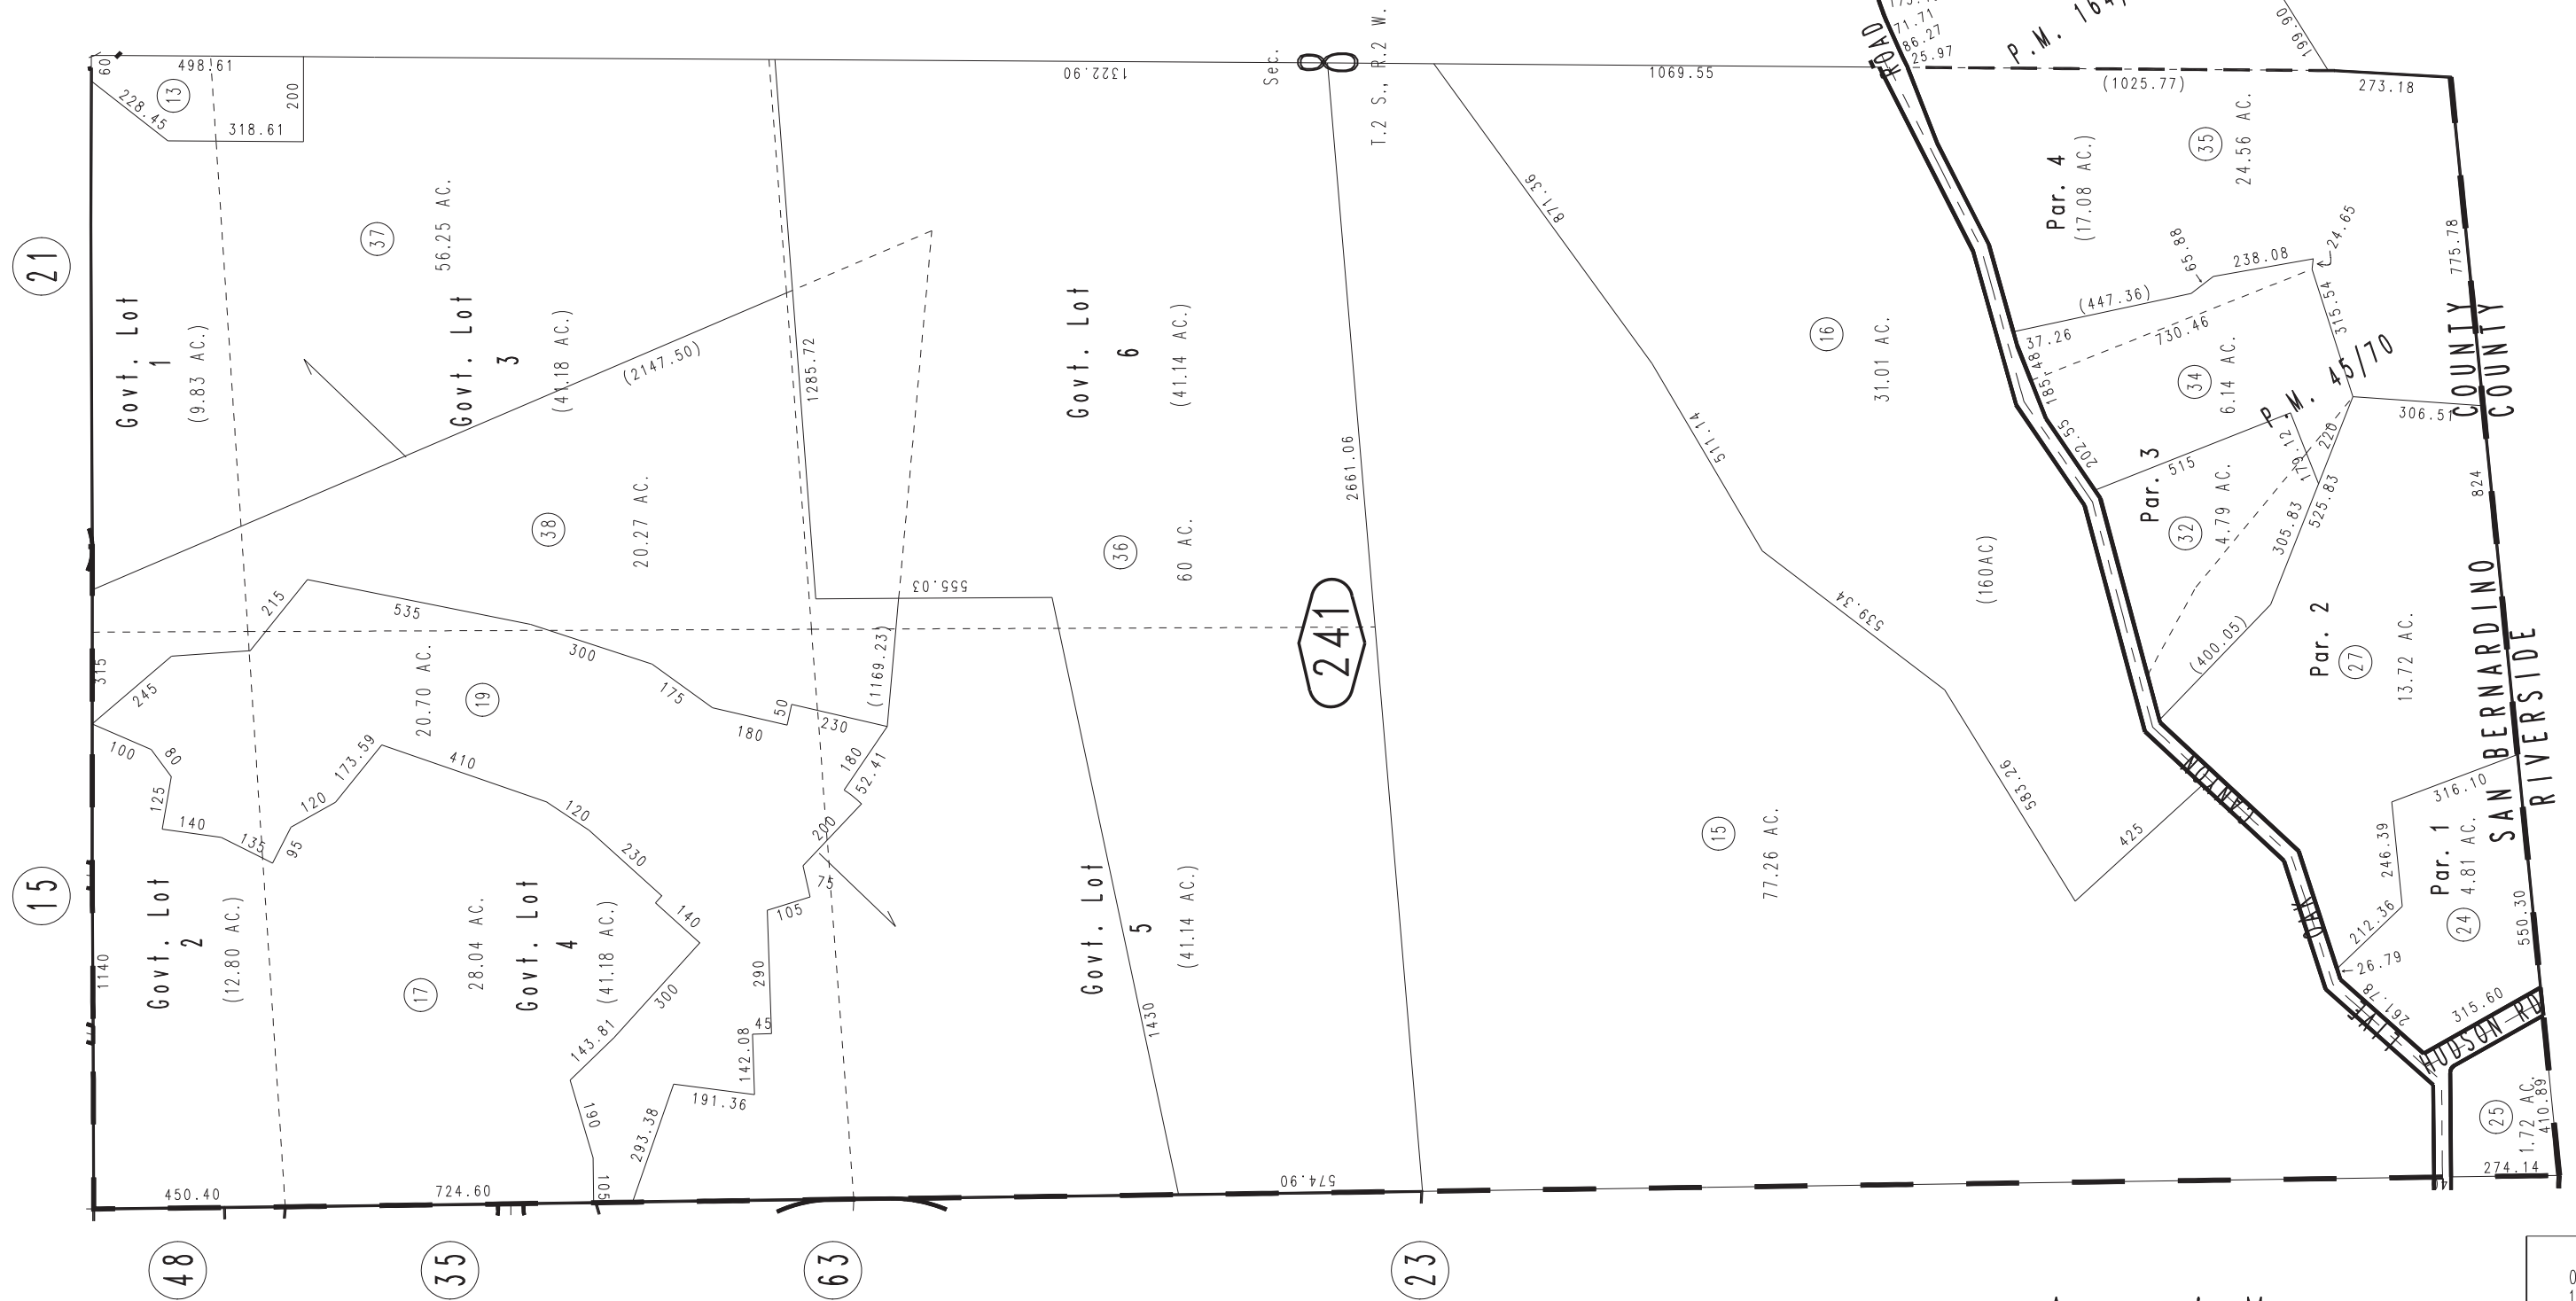 21
15
48
35
63
23
241
Sec.
8
T.2 S., R.2 W.
Govt. Lot
1
(9.83 AC.)
Govt. Lot
2
(12.80 AC.)
Govt. Lot
3
(41.18 AC.)
Govt. Lot
4
(41.18 AC.)
Govt. Lot
5
(41.14 AC.)
Govt. Lot
6
(41.14 AC.)
13
37
56.25 AC.
38
20.27 AC.
19
20.70 AC.
17
28.04 AC.
36
60 AC.
16
31.01 AC.
(160AC)
15
77.26 AC.
Par. 4
(17.08 AC.)
35
24.56 AC.
34
6.14 AC.
Par. 3
32
4.79 AC.
Par. 2
27
13.72 AC.
Par. 1
24
4.81 AC.
25
1.72 AC.
P.M. 45/70
P.M. 164/
ROAD
CANYON
OAK
LIVE
HUDSON RD
SAN BERNARDINO COUNTY
RIVERSIDE COUNTY
60
498.61
228.45
318.61
200
1322.90
1069.55
(1025.77)
273.18
199.90
71.71
86.27
25.97
(2147.50)
1285.72
555.03
2661.06
871.36
511.14
539.34
583.26
425
(447.36)
65.88
238.08
24.65
315.54
37.26
730.46
185.48
202.55
515
179.12
220
305.83
525.83
306.51
775.78
824
(400.05)
316.10
246.39
212.36
26.79
261.78
315.60
550.30
410.89
274.14
215
535
300
175
180
50
230
(1169.23)
180
52.41
200
75
105
290
45
142.08
191.36
293.38
315
245
100
80
125
140
135
95
120
173.59
410
120
230
140
300
143.81
190
105
1140
450.40
724.60
1430
574.90